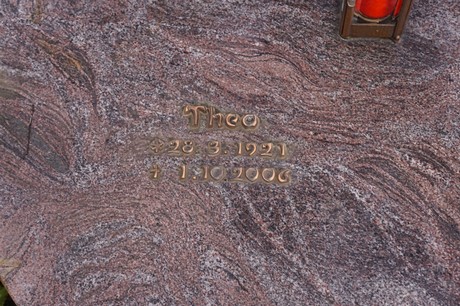 Theo
* 28. 3. 1921
† 1. 10. 2006